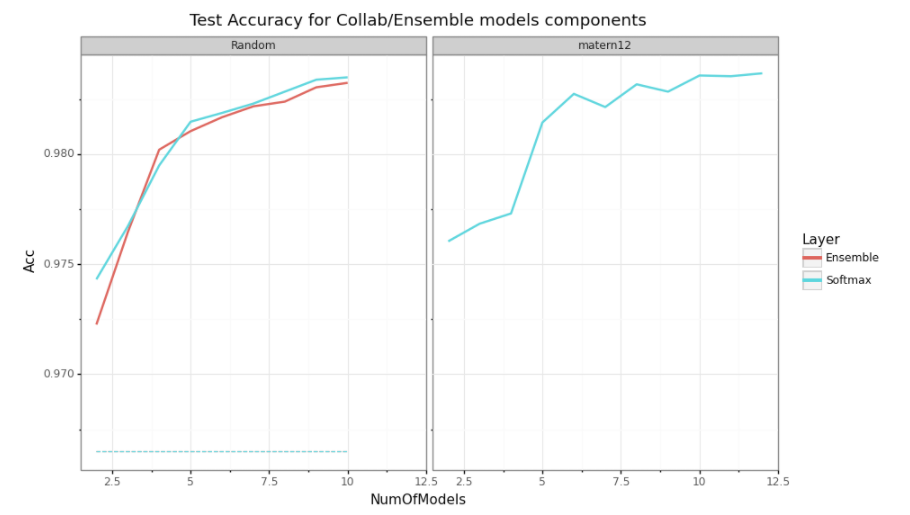 Test Accuracy for Collab/Ensemble models components
Random
matern12
0.980
0.975
0.970
Acc
2.5 5 7.5 10 12.5
2.5 5 7.5 10 12.5
NumOfModels
Layer
Ensemble
Softmax